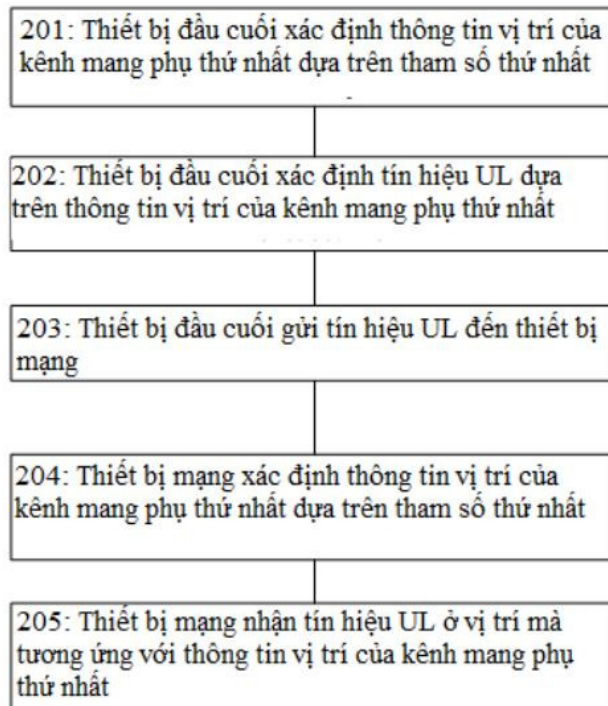 201: Thiết bị đầu cuối xác định thông tin vị trí của
kênh mang phụ thứ nhất dựa trên tham số thứ nhất
202: Thiết bị đầu cuối xác định tín hiệu UL dựa
trên thông tin vị trí của kênh mang phụ thứ nhất
203: Thiết bị đầu cuối gửi tín hiệu UL đến thiết bị
mạng
204: Thiết bị mạng xác định thông tin vị trí của
kênh mang phụ thứ nhất dựa trên tham số thứ nhất
205: Thiết bị mạng nhận tín hiệu UL ở vị trí mà
tương ứng với thông tin vị trí của kênh mang phụ
thứ nhất